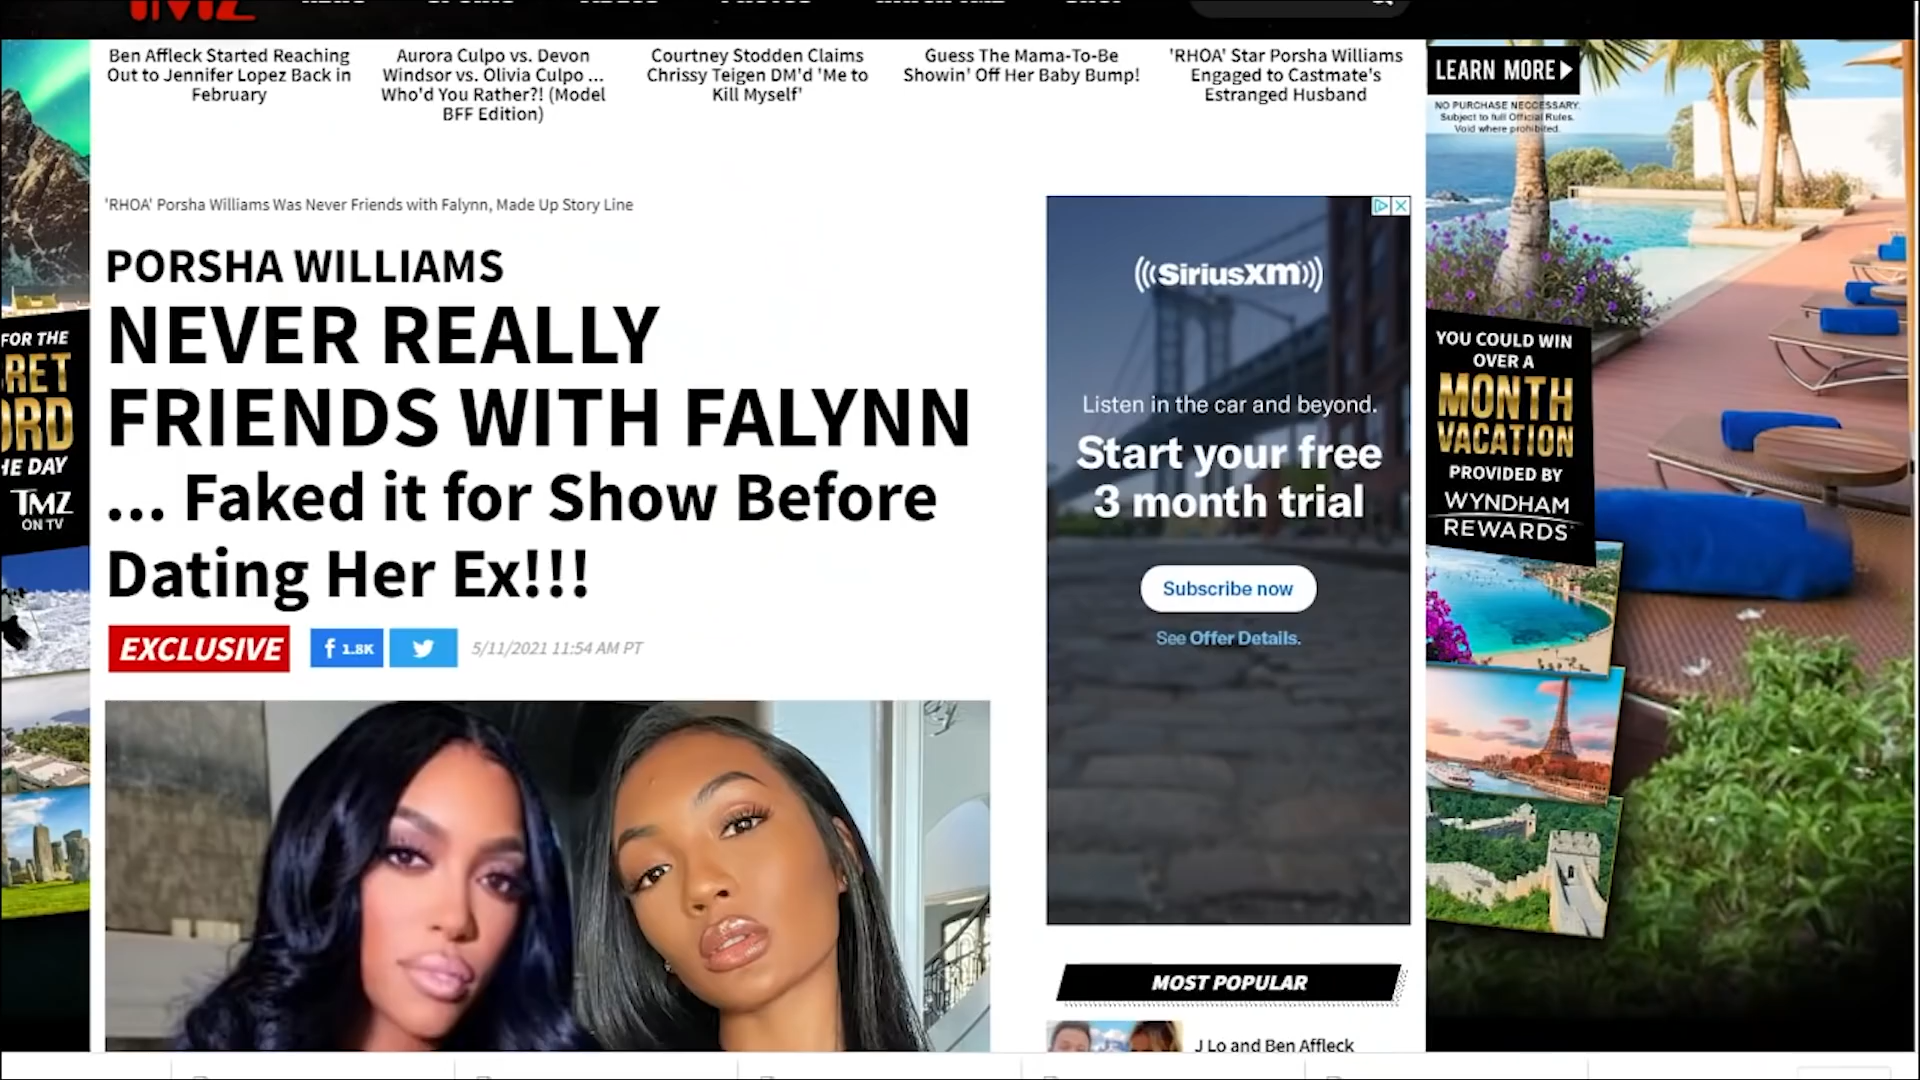 TMZ
Ben Affleck Started Reaching
Out to Jennifer Lopez Back in
February
Aurora Culpo vs. Devon
Windsor vs. Olivia Culpo ...
Who'd You Rather?! (Model
BFF Edition)
Courtney Stodden Claims
Chrissy Teigen DM'd 'Me to
Kill Myself'
Guess The Mama-To-Be
Showin' Off Her Baby Bump!
'RHOA' Star Porsha Williams
Engaged to Castmate's
Estranged Husband
LEARN MORE
NO PURCHASE NECCESSARY.
Subject to full Official Rules.
Void where prohibited.
'RHOA' Porsha Williams Was Never Friends with Falynn, Made Up Story Line
PORSHA WILLIAMS
NEVER REALLY
FRIENDS WITH FALYNN
... Faked it for Show Before
Dating Her Ex!!!
EXCLUSIVE
f 1.8K
5/11/2021 11:54 AM PT
FOR THE
RET
ORD
HE DAY
TMZ
ON TV
SiriusXM
Listen in the car and beyond.
Start your free
3 month trial
Subscribe now
See Offer Details.
YOU COULD WIN
OVER A
MONTH
VACATION
PROVIDED BY
WYNDHAM
REWARDS
MOST POPULAR
J Lo and Ben Affleck